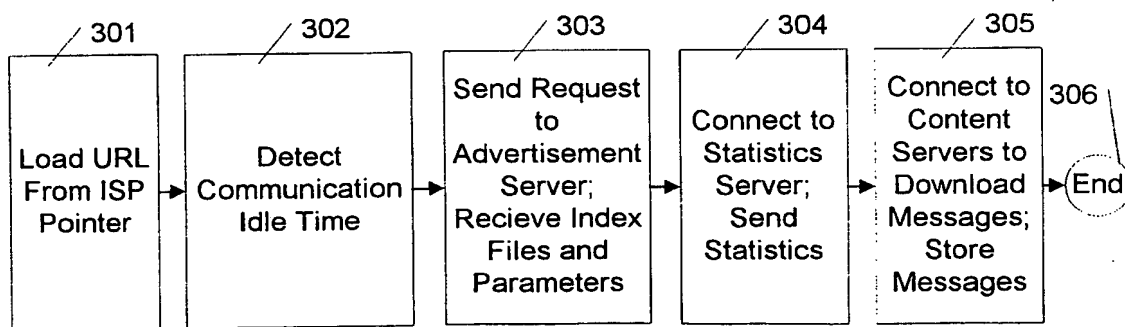 301
302
303
304
305
306
Load URL
From ISP
Pointer
Detect
Communication
Idle Time
Send Request
to
Advertisement
Server;
Recieve Index
Files and
Parameters
Connect to
Statistics
Server;
Send
Statistics
Connect to
Content
Servers to
Download
Messages;
Store
Messages
End